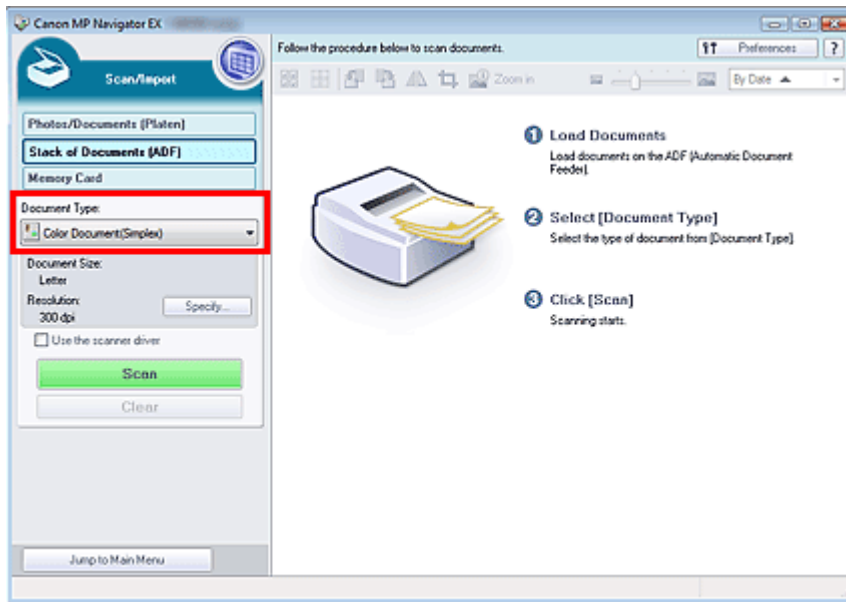 Canon MP Navigator EX
Scan/Import
Photos/Documents (Platen)
Stack of Documents (ADF)
Memory Card
Document Type:
Color Document(Simplex)
Document Size:
Letter
Resolution:
300 dpi
Specify...
Use the scanner driver
Scan
Clear
Jump to Main Menu
Follow the procedure below to scan documents.
Preferences
?
Zoom in
By Date
1 Load Documents
Load documents on the ADF (Automatic Document
Feeder).
2 Select [Document Type]
Select the type of document from [Document Type].
3 Click [Scan]
Scanning starts.